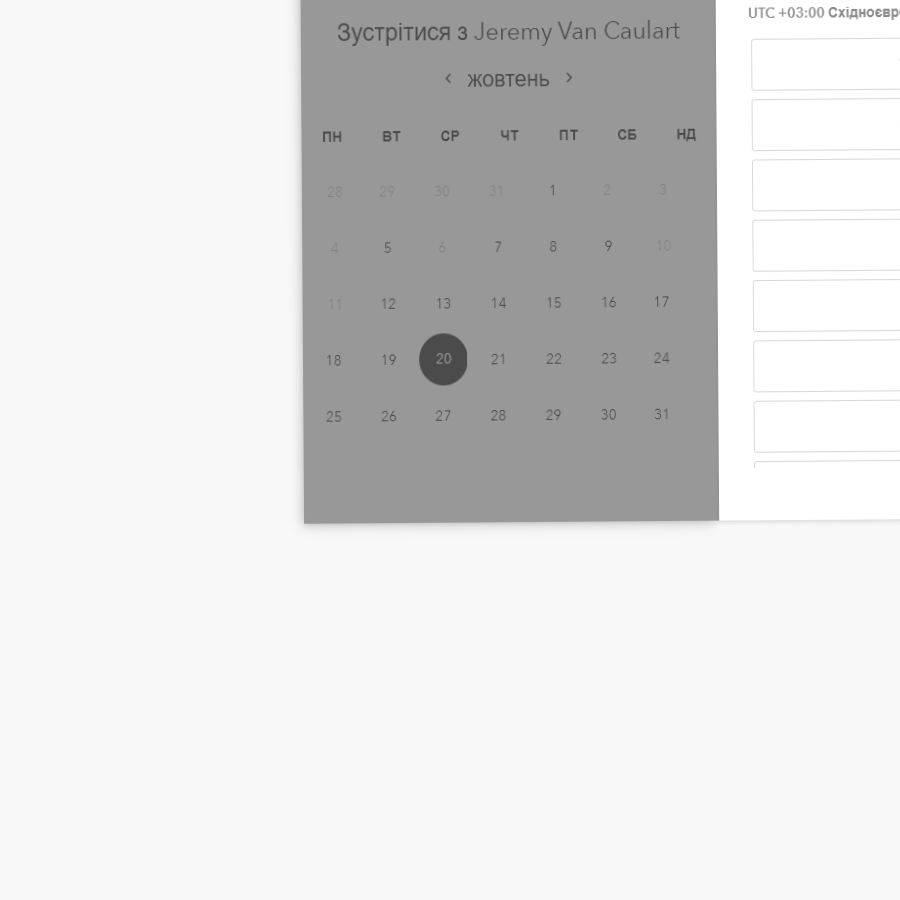 Зустрітися з Jeremy Van Caulart
‹ жовтень ›
ПН ВТ СР ЧТ ПТ СБ НД
28 29 30 31 1 2 3
4 5 6 7 8 9 10
11 12 13 14 15 16 17
18 19 20 21 22 23 24
25 26 27 28 29 30 31
UTC +03:00